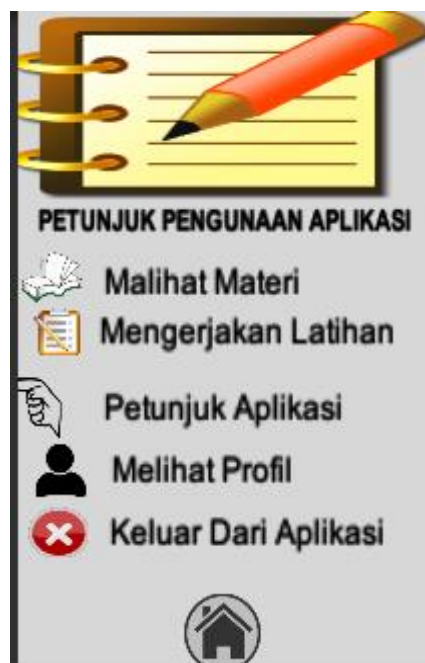 PETUNJUK PENGUNAAN APLIKASI
Malihat Materi
Mengerjakan Latihan
Petunjuk Aplikasi
Melihat Profil
Keluar Dari Aplikasi